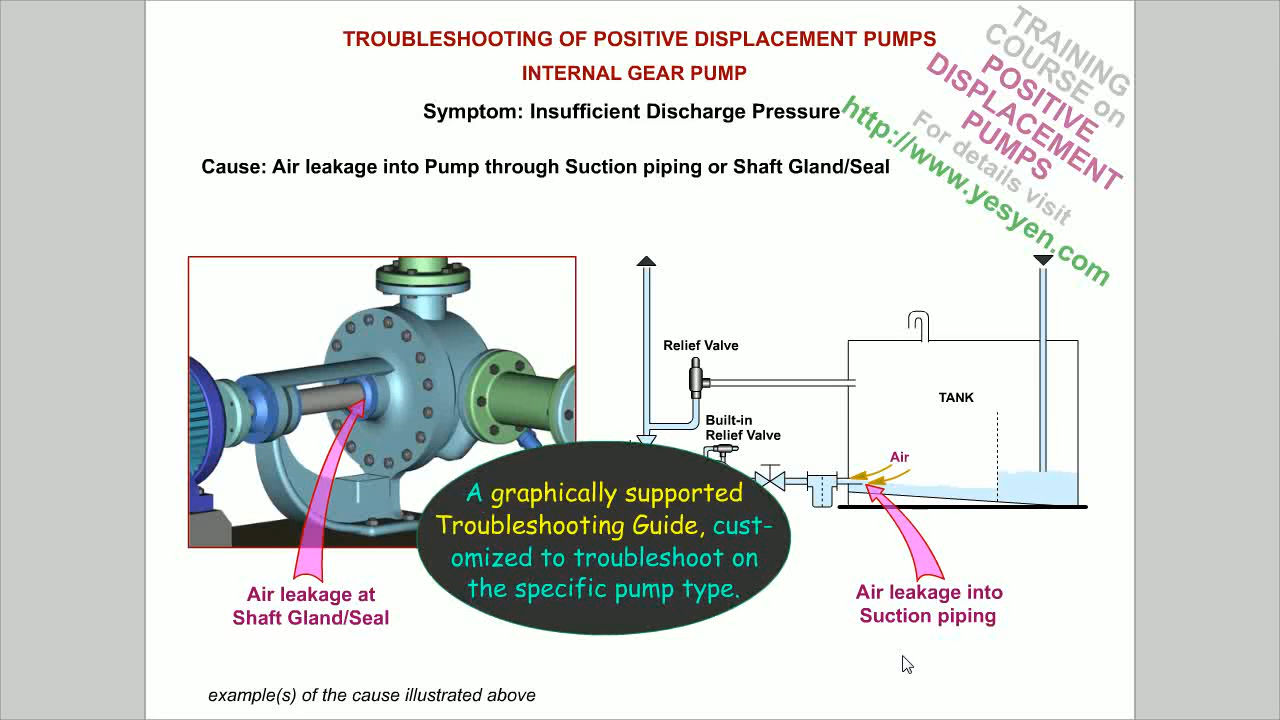 TROUBLESHOOTING OF POSITIVE DISPLACEMENT PUMPS
INTERNAL GEAR PUMP
Symptom: Insufficient Discharge Pressure
Cause: Air leakage into Pump through Suction piping or Shaft Gland/Seal
TRAINING
COURSE on
POSITIVE
DISPLACEMENT
PUMPS
For details visit
http://www.yesyen.com
Relief Valve
Built-in
Relief Valve
TANK
Air
A graphically supported
Troubleshooting Guide, cust-
omized to troubleshoot on
the specific pump type.
Air leakage at
Shaft Gland/Seal
Air leakage into
Suction piping
example(s) of the cause illustrated above